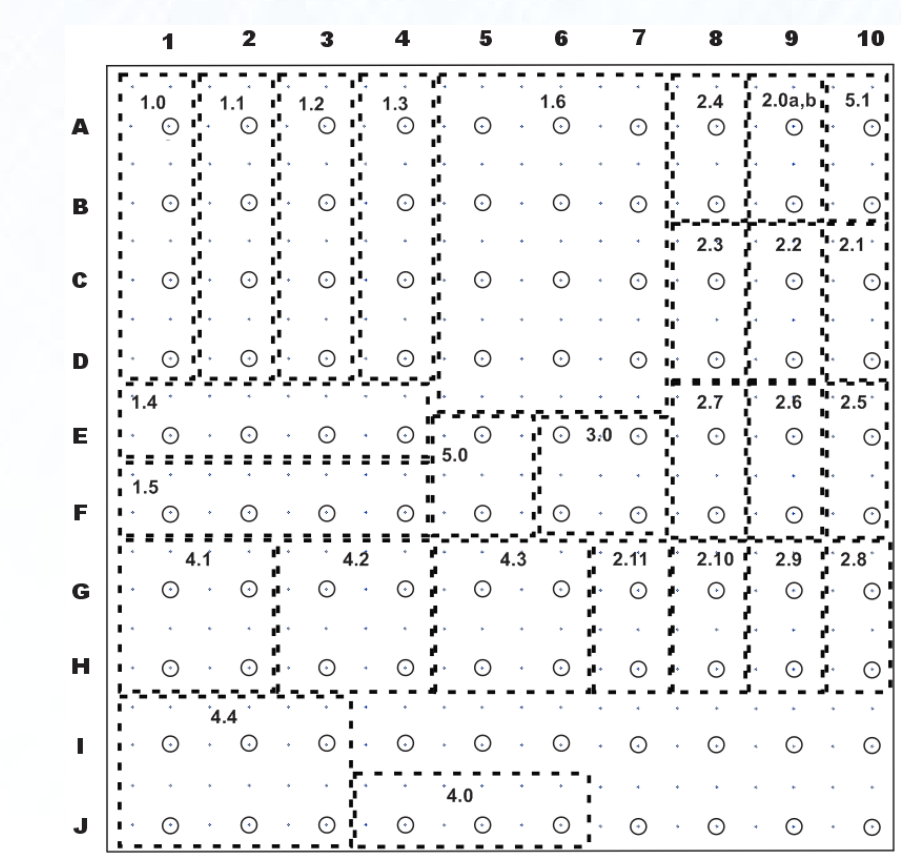 1 2 3 4 5 6 7 8 9 10
A 1.0 1.1 1.2 1.3 1.6 2.4 2.0a,b 5.1
B
C 2.3 2.2 2.1
D
1.4 2.7 2.6 2.5
E 5.0 3.0
F 1.5
4.1 4.2 4.3 2.11 2.10 2.9 2.8
G
H
4.4
I
4.0
J